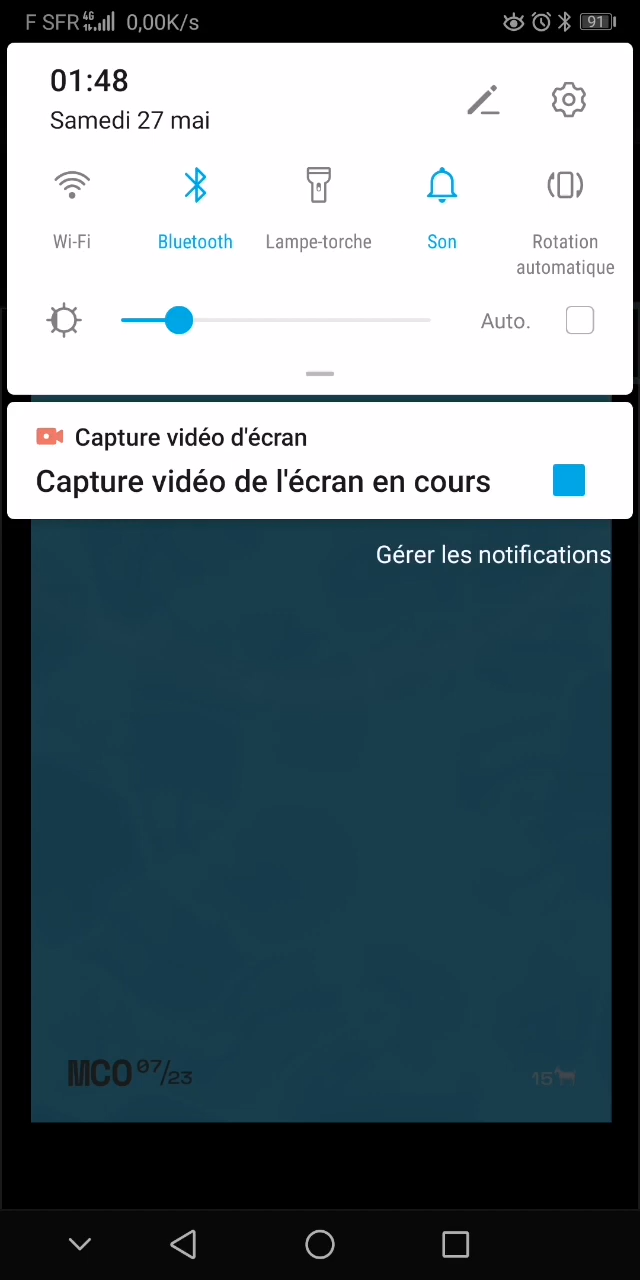 F SFR 4G 0,00K/s 91
01:48
Samedi 27 mai
Wi-Fi Bluetooth Lampe-torche Son Rotation
automatique
Auto.
Capture vidéo d'écran
Capture vidéo de l'écran en cours
Gérer les notifications
MCO 07/23 15